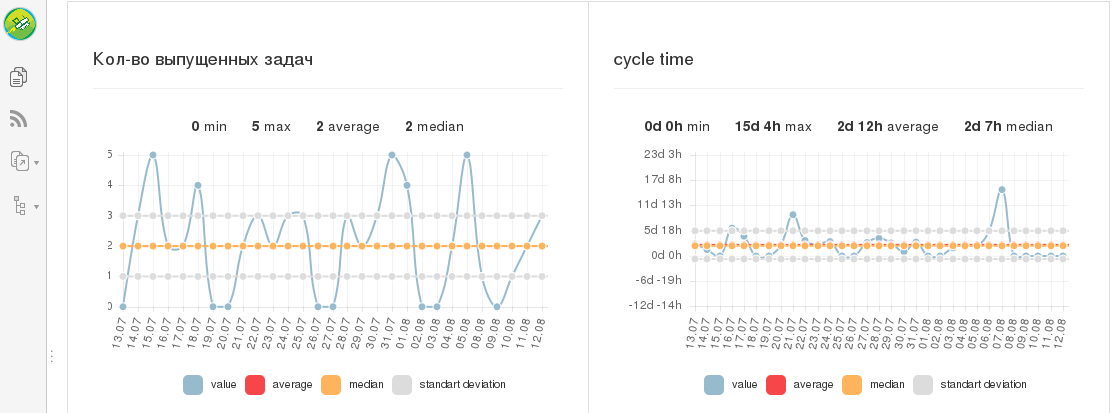 Кол-во выпущенных задач
0 min 5 max 2 average 2 median
5
4
3
2
1
0
13.07 14.07 15.07 16.07 17.07 18.07 19.07 20.07 21.07 22.07 23.07 24.07 25.07 26.07 27.07 28.07 29.07 30.07 31.07 01.08 02.08 03.08 04.08 05.08 08.08 09.08 10.08 11.08 12.08
value average median standart deviation
cycle time
0d 0h min 15d 4h max 2d 12h average 2d 7h median
23d 3h
17d 8h
11d 13h
5d 18h
0d 0h
-6d -19h
-12d -14h
13.07 14.07 15.07 16.07 17.07 18.07 19.07 20.07 21.07 22.07 23.07 24.07 25.07 26.07 27.07 28.07 29.07 30.07 31.07 01.08 02.08 03.08 04.08 05.08 06.08 07.08 08.08 09.08 10.08 11.08 12.08
value average median standart deviation